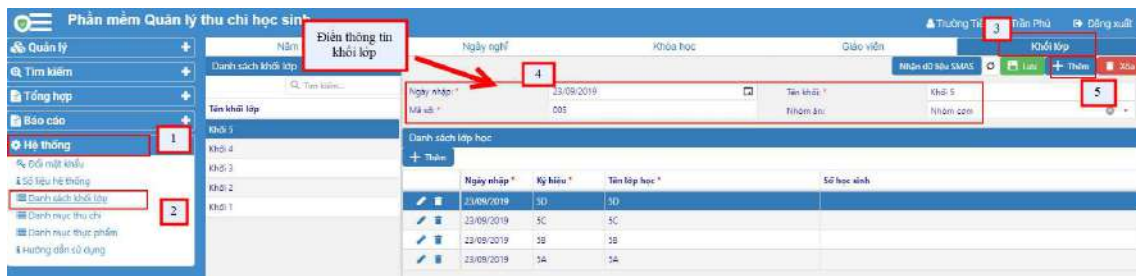 Phần mềm Quản lý thu chi học sinh
Trường Tiểu Trần Phú
Đăng xuất
3
Quản lý
Tìm kiếm
Tổng hợp
Báo cáo
Hệ thống
Đổi mật khẩu
Số liệu hệ thống
Danh sách khối lớp
Danh mục thu chi
Danh mục thực phẩm
Hướng dẫn sử dụng
1
2
Năm
Điền thông tin
khối lớp
Ngày nghỉ
Khóa học
Giáo viên
Khối lớp
Danh sách khối lớp
Tìm kiếm...
Tên khối lớp
Khối 5
Khối 4
Khối 3
Khối 2
Khối 1
4
Nhận dữ liệu SMAS
Lưu
Thêm
Xóa
5
Ngày nhập: *
23/09/2019
Tên khối: *
Khối 5
Mã số: *
005
Nhóm ăn:
Nhóm cơm
Danh sách lớp học
Thêm
Ngày nhập * Ký hiệu * Tên lớp học * Số học sinh
23/09/2019 5D 5D
23/09/2019 5C 5C
23/09/2019 5B 5B
23/09/2019 5A 5A